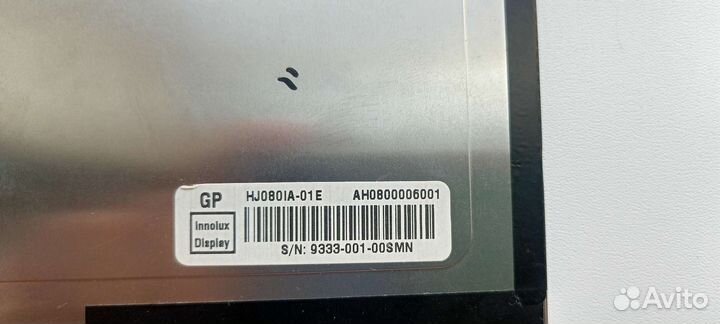 GP HJ080IA-01E AH0800006001
Innolux
Display
S/N: 9333-001-00SMN
Avito